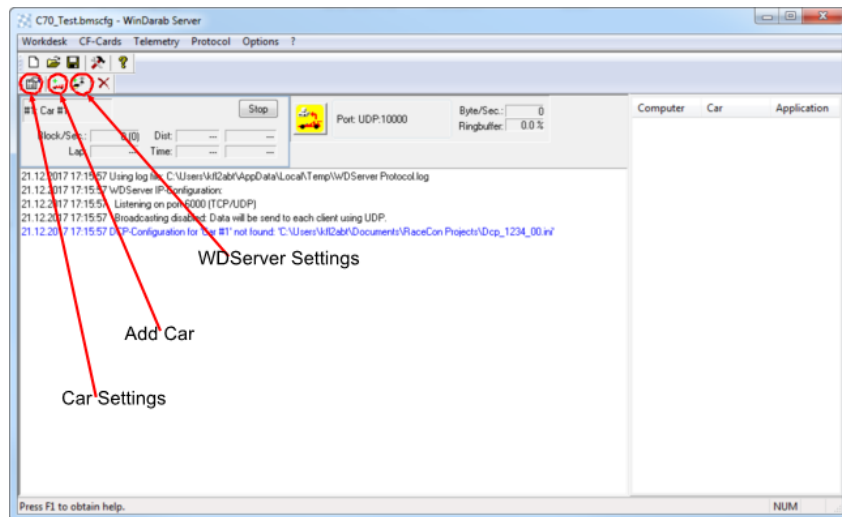 C70_Test.bmscfg - WinDarab Server
Workdesk CF-Cards Telemetry Protocol Options ?
#1: Car #1
Stop
Block/Sec.: 0 (0) Dist: --- ---
Lap: --- Time: --- ---
Port: UDP:10000
Byte/Sec.: 0
Ringbuffer: 0.0 %
Computer Car Application
21.12.2017 17:15:57 Using log file: C:\Users\kfl2abt\AppData\Local\Temp\WDServer Protocol.log
21.12.2017 17:15:57 WDServer IP-Configuration:
21.12.2017 17:15:57 Listening on port 6000 (TCP/UDP)
21.12.2017 17:15:57 Broadcasting disabled: Data will be send to each client using UDP.
21.12.2017 17:15:57 DCP-Configuration for 'Car #1' not found: 'C:\Users\kfl2abt\Documents\RaceCon Projects\Dcp_1234_00.ini'
WDServer Settings
Add Car
Car Settings
Press F1 to obtain help.
NUM